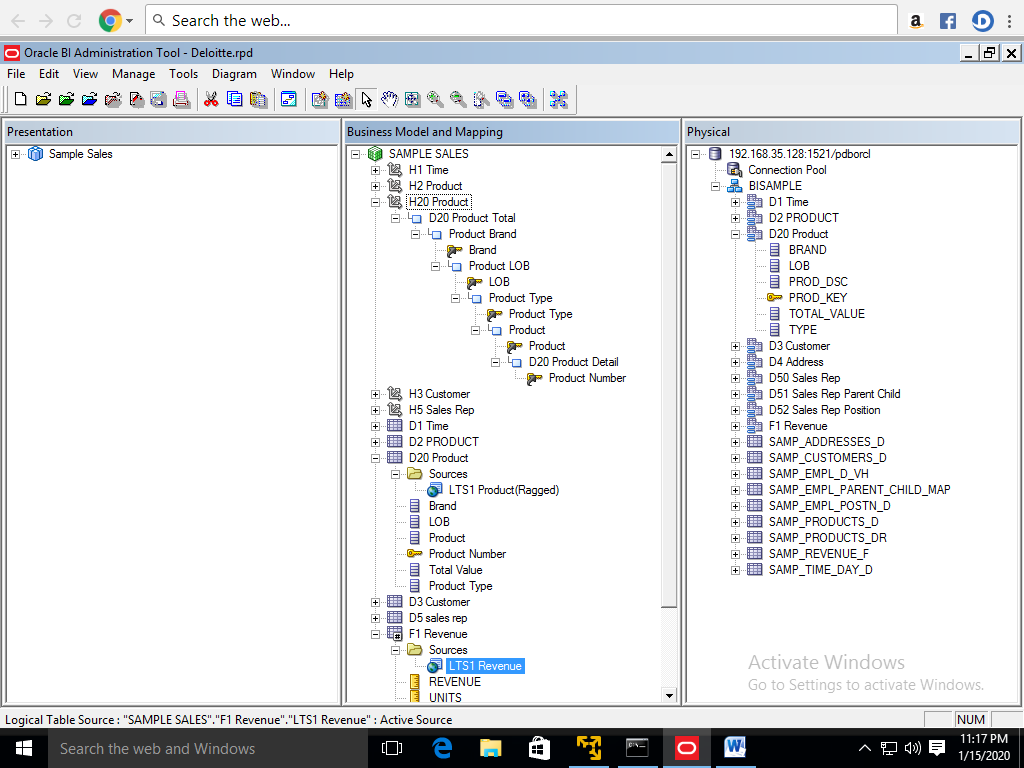 Search the web...
Oracle BI Administration Tool - Deloitte.rpd
File Edit View Manage Tools Diagram Window Help
Presentation
Sample Sales
Business Model and Mapping
SAMPLE SALES
H1 Time
H2 Product
H20 Product
D20 Product Total
Product Brand
Brand
Product LOB
LOB
Product Type
Product Type
Product
Product
D20 Product Detail
Product Number
H3 Customer
H5 Sales Rep
D1 Time
D2 PRODUCT
D20 Product
Sources
LTS1 Product(Ragged)
Brand
LOB
Product
Product Number
Total Value
Product Type
D3 Customer
D5 sales rep
F1 Revenue
Sources
LTS1 Revenue
REVENUE
UNITS
Physical
192.168.35.128:1521/pdborcl
Connection Pool
BISAMPLE
D1 Time
D2 PRODUCT
D20 Product
BRAND
LOB
PROD_DSC
PROD_KEY
TOTAL_VALUE
TYPE
D3 Customer
D4 Address
D50 Sales Rep
D51 Sales Rep Parent Child
D52 Sales Rep Position
F1 Revenue
SAMP_ADDRESSES_D
SAMP_CUSTOMERS_D
SAMP_EMPL_D_VH
SAMP_EMPL_PARENT_CHILD_MAP
SAMP_EMPL_POSTN_D
SAMP_PRODUCTS_D
SAMP_PRODUCTS_DR
SAMP_REVENUE_F
SAMP_TIME_DAY_D
Activate Windows
Go to Settings to activate Windows.
Logical Table Source : "SAMPLE SALES"."F1 Revenue"."LTS1 Revenue" : Active Source
NUM
Search the web and Windows
11:17 PM
1/15/2020